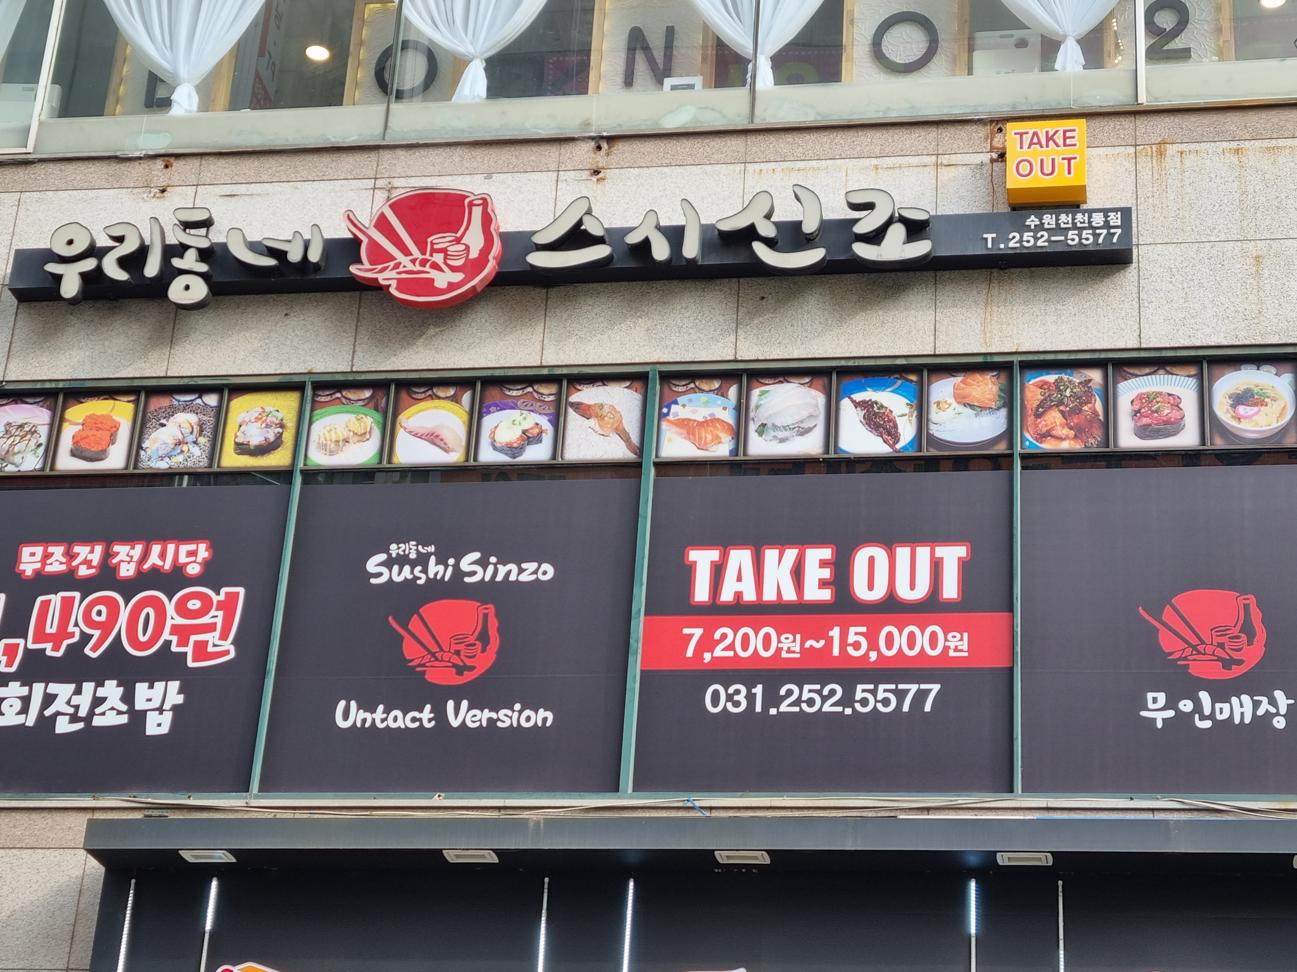 O N O 2
TAKE
OUT
우리동네 스시신조
수원천천통점
T.252-5577
무조건 접시당
,490원
회전초밥
우리동네
Sushi Sinzo
Untact Version
TAKE OUT
7,200원~15,000원
031.252.5577
무인매장